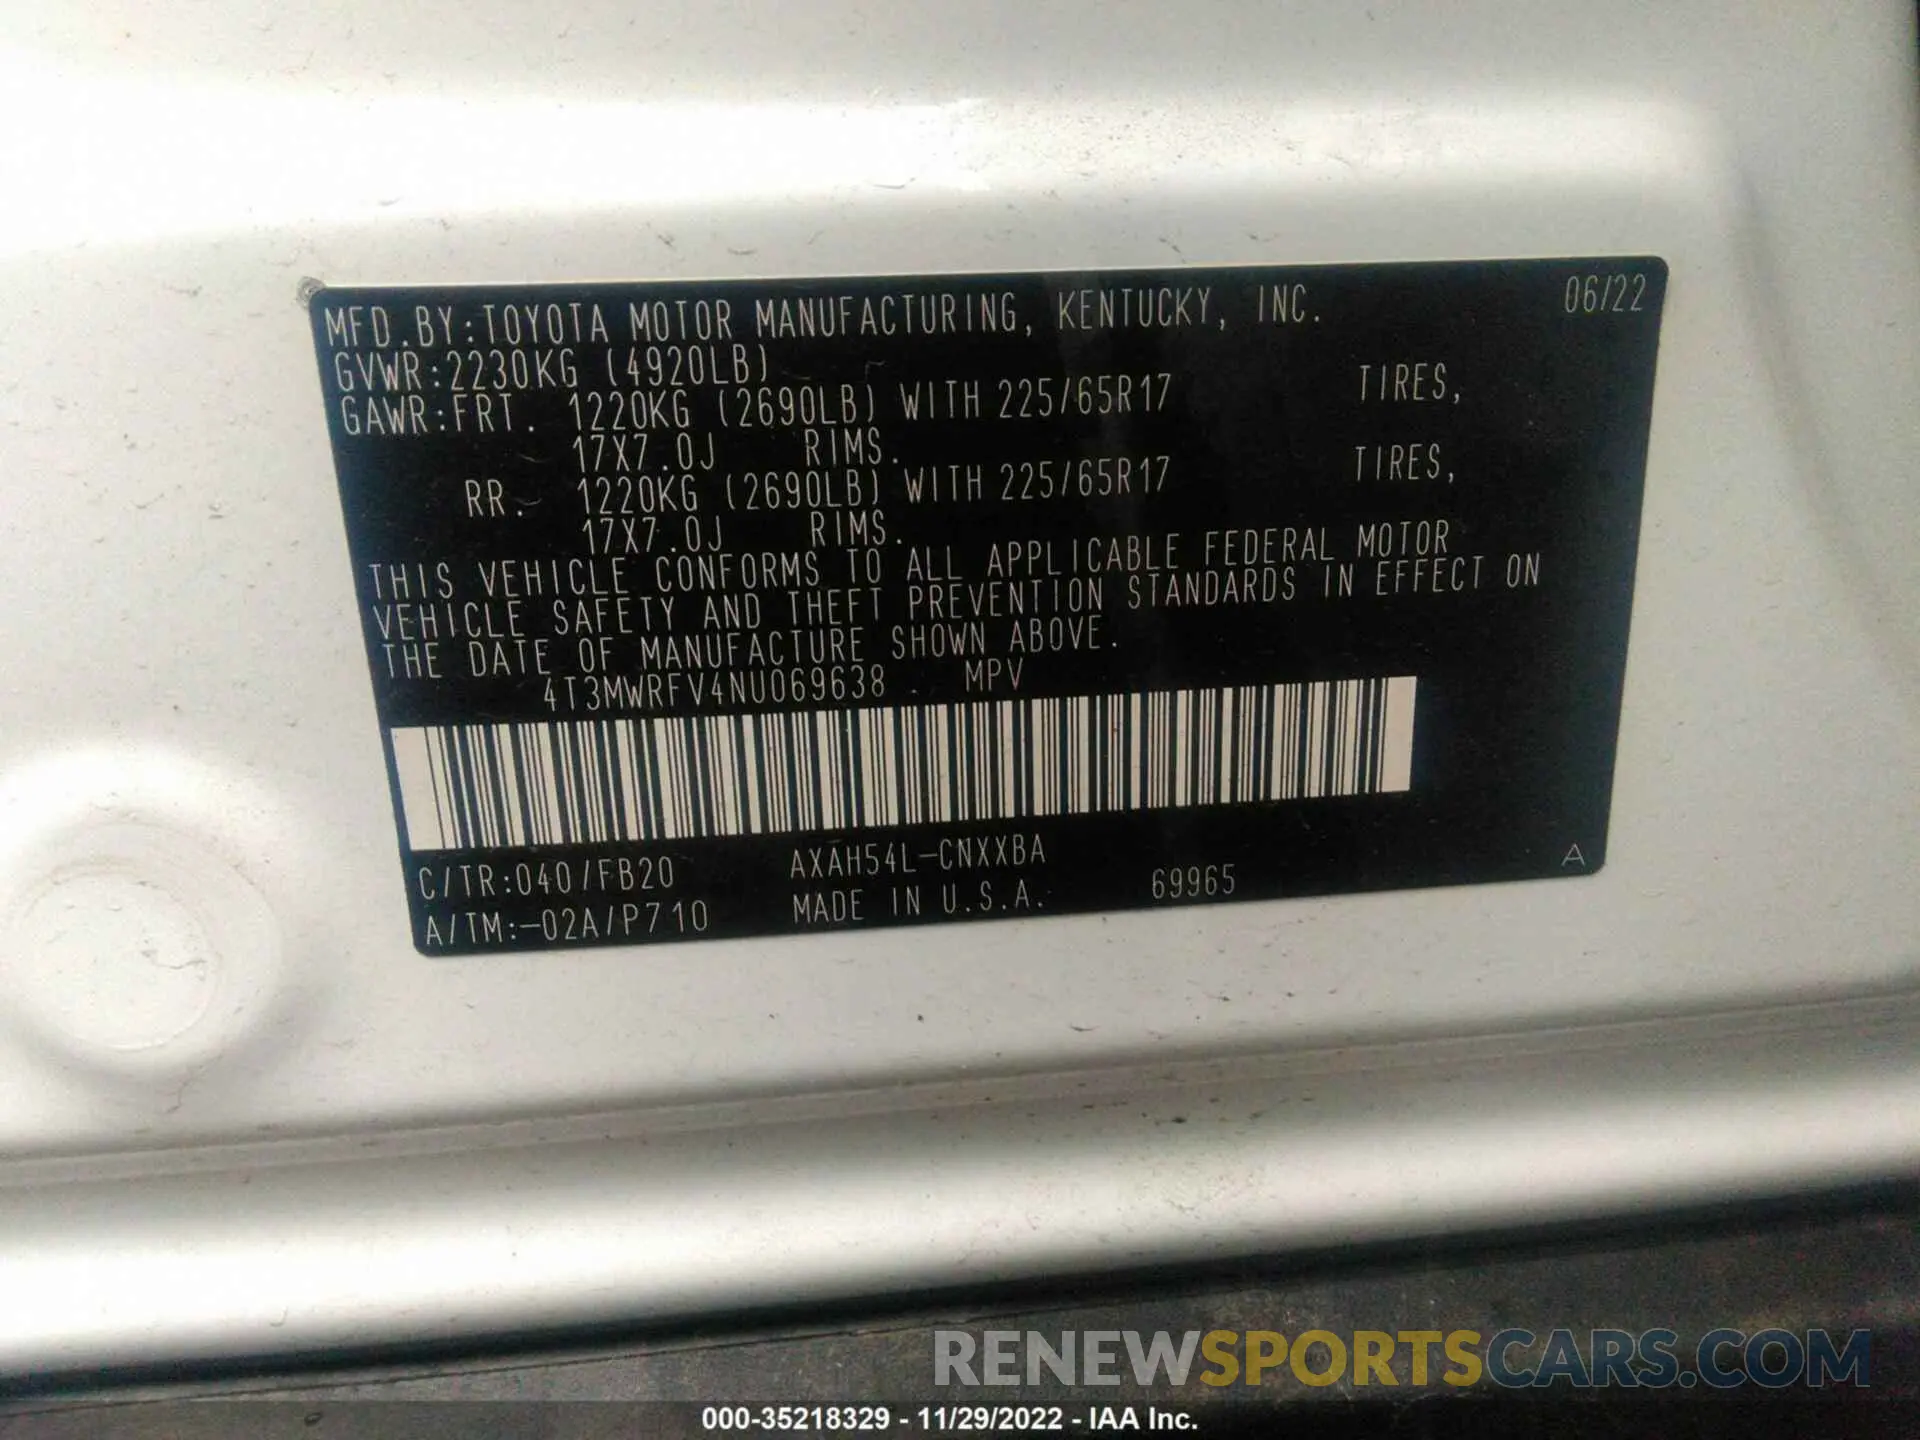 MFD.BY:TOYOTA MOTOR MANUFACTURING, KENTUCKY, INC. 06/22
GVWR:2230KG (4920LB)
GAWR:FRT. 1220KG (2690LB) WITH 225/65R17 TIRES,
17X7.0J RIMS.
RR. 1220KG (2690LB) WITH 225/65R17 TIRES,
17X7.0J RIMS.
THIS VEHICLE CONFORMS TO ALL APPLICABLE FEDERAL MOTOR
VEHICLE SAFETY AND THEFT PREVENTION STANDARDS IN EFFECT ON
THE DATE OF MANUFACTURE SHOWN ABOVE.
4T3MWRFV4NU069638 MPV
C/TR:040/FB20 AXAH54L-CNXXBA
A/TM:-02A/P710 MADE IN U.S.A. 69965 A
RENEWSPORTSCARS.COM
000-35218329 - 11/29/2022 - IAA Inc.